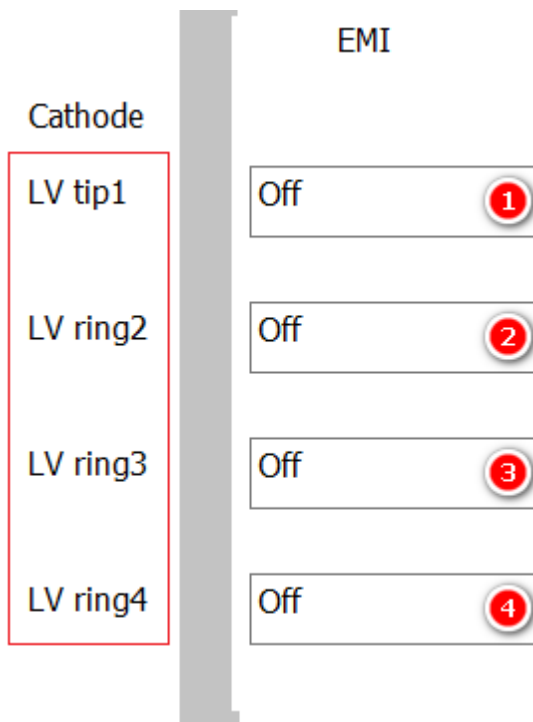 EMI
Cathode
LV tip1 Off 1
LV ring2 Off 2
LV ring3 Off 3
LV ring4 Off 4